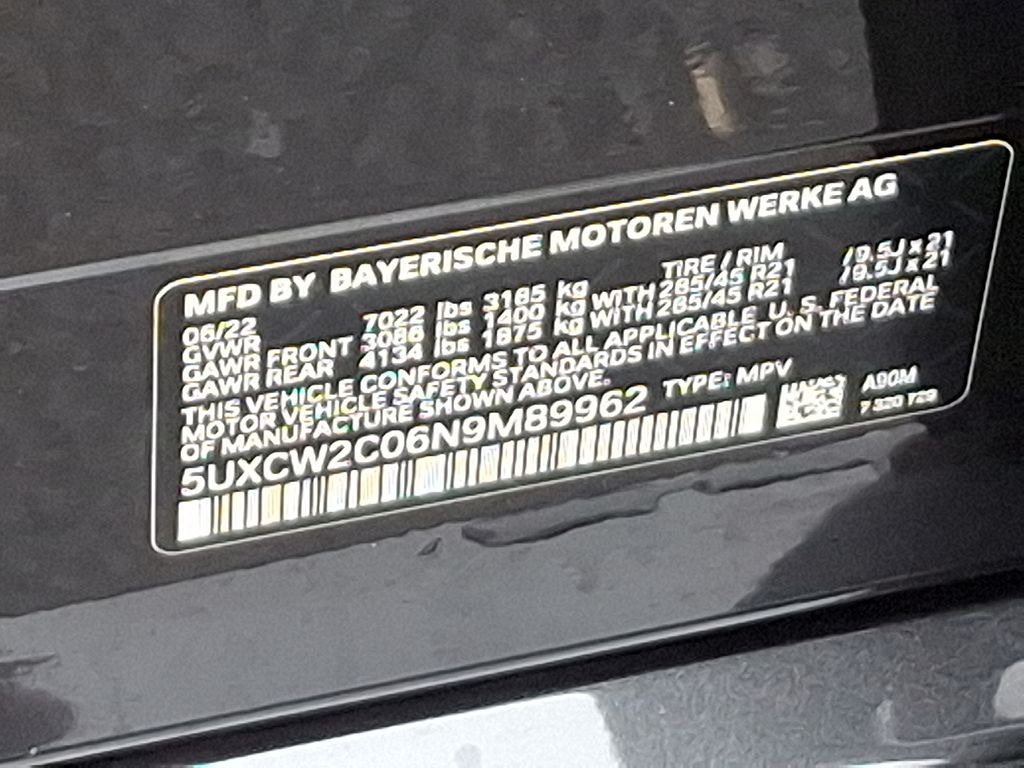 MFD BY BAYERISCHE MOTOREN WERKE AG
06/22 TIRE / RIM
GVWR 7022 lbs 3185 kg
GAWR FRONT 3086 lbs 1400 kg WITH 285/45 R21 /9.5J x 21
GAWR REAR 4134 lbs 1875 kg WITH 285/45 R21 /9.5J x 21
THIS VEHICLE CONFORMS TO ALL APPLICABLE U. S. FEDERAL
MOTOR VEHICLE SAFETY STANDARDS IN EFFECT ON THE DATE
OF MANUFACTURE SHOWN ABOVE.
5UXCW2C06N9M89962 TYPE: MPV
A90M
7 320 729